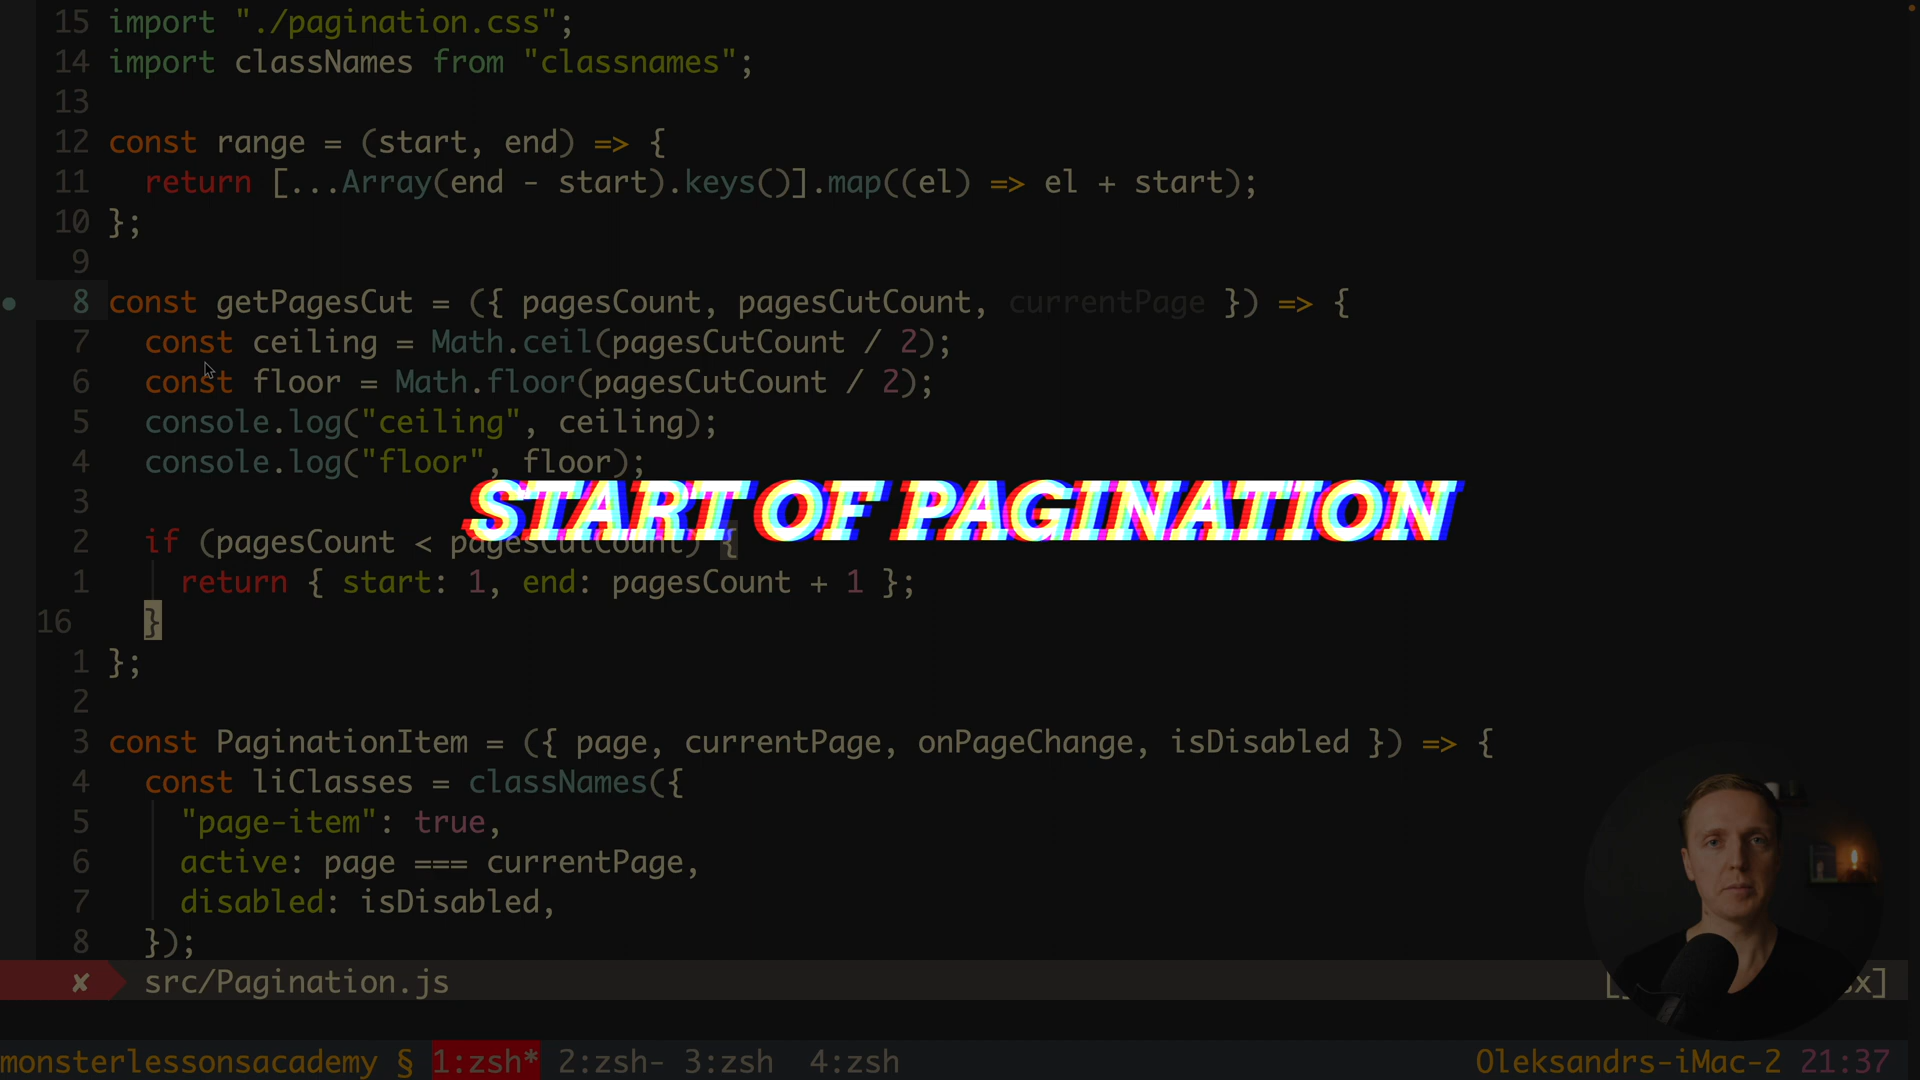 15 import "./pagination.css";
14 import classNames from "classnames";
13
12 const range = (start, end) => {
11 return [...Array(end - start).keys()].map((el) => el + start);
10 };
9
8 const getPagesCut = ({ pagesCount, pagesCutCount, currentPage }) => {
7 const ceiling = Math.ceil(pagesCutCount / 2);
6 const floor = Math.floor(pagesCutCount / 2);
5 console.log("ceiling", ceiling);
4 console.log("floor", floor);
3
START OF PAGINATION
2 if (pagesCount < pagesCutCount) {
1 return { start: 1, end: pagesCount + 1 };
16 }
1 };
2
3 const PaginationItem = ({ page, currentPage, onPageChange, isDisabled }) => {
4 const liClasses = classNames({
5 "page-item": true,
6 active: page === currentPage,
7 disabled: isDisabled,
8 });
✘ src/Pagination.js
monsterlessonsacademy § 1:zsh* 2:zsh- 3:zsh 4:zsh Oleksandrs-iMac-2 21:37